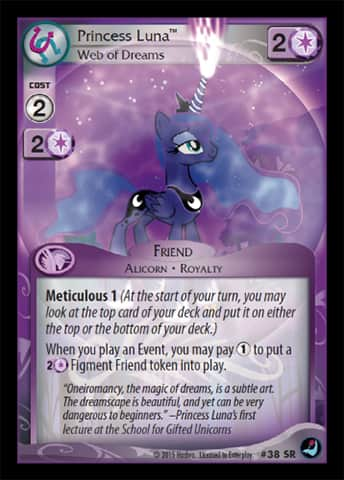 Princess Luna™
Web of Dreams
2
COST
2
2
FRIEND
ALICORN • ROYALTY
Meticulous 1 (At the start of your turn, you may
look at the top card of your deck and put it on either
the top or the bottom of your deck.)
When you play an Event, you may pay 1 to put a
2 Figment Friend token into play.
"Oneiromancy, the magic of dreams, is a subtle art.
The dreamscape is beautiful, and yet can be very
dangerous to beginners." –Princess Luna's first
lecture at the School for Gifted Unicorns
© 2015 Hasbro. Licensed to Enterplay. #38 SR